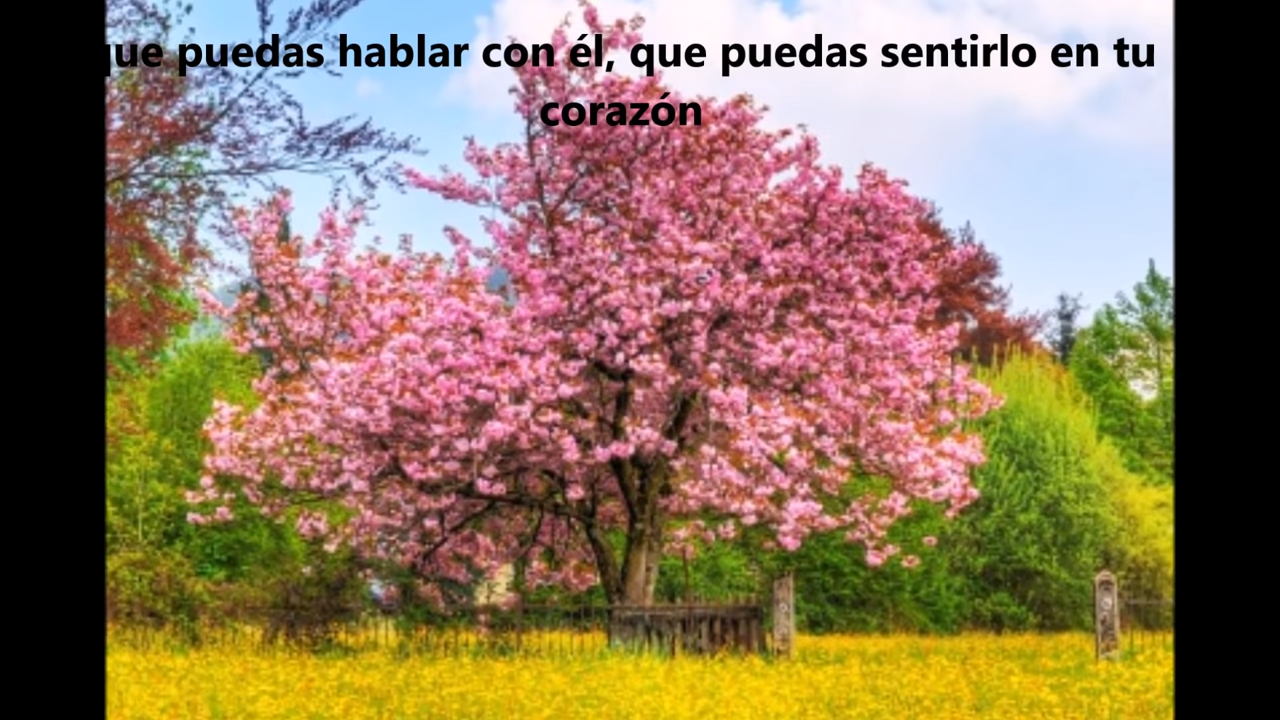 que puedas hablar con él, que puedas sentirlo en tu
corazón